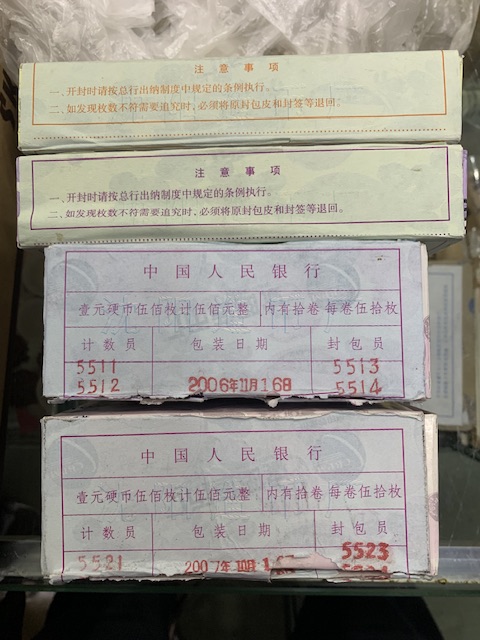 注意事项
一、开封时请按总行出纳制度中规定的条例执行。
二、如发现枚数不符需要追究时，必须将原封包皮和封签等退回。
注意事项
一、开封时请按总行出纳制度中规定的条例执行。
二、如发现枚数不符需要追究时，必须将原封包皮和封签等退回。
中国人民银行
壹元硬币伍佰枚计伍佰元整 内有拾卷 每卷伍拾枚
计数员 包装日期 封包员
5511 5513
5512 2006年11月16日 5514
中国人民银行
壹元硬币伍佰枚计伍佰元整 内有拾卷 每卷伍拾枚
计数员 包装日期 封包员
5523
5521 2007年10月